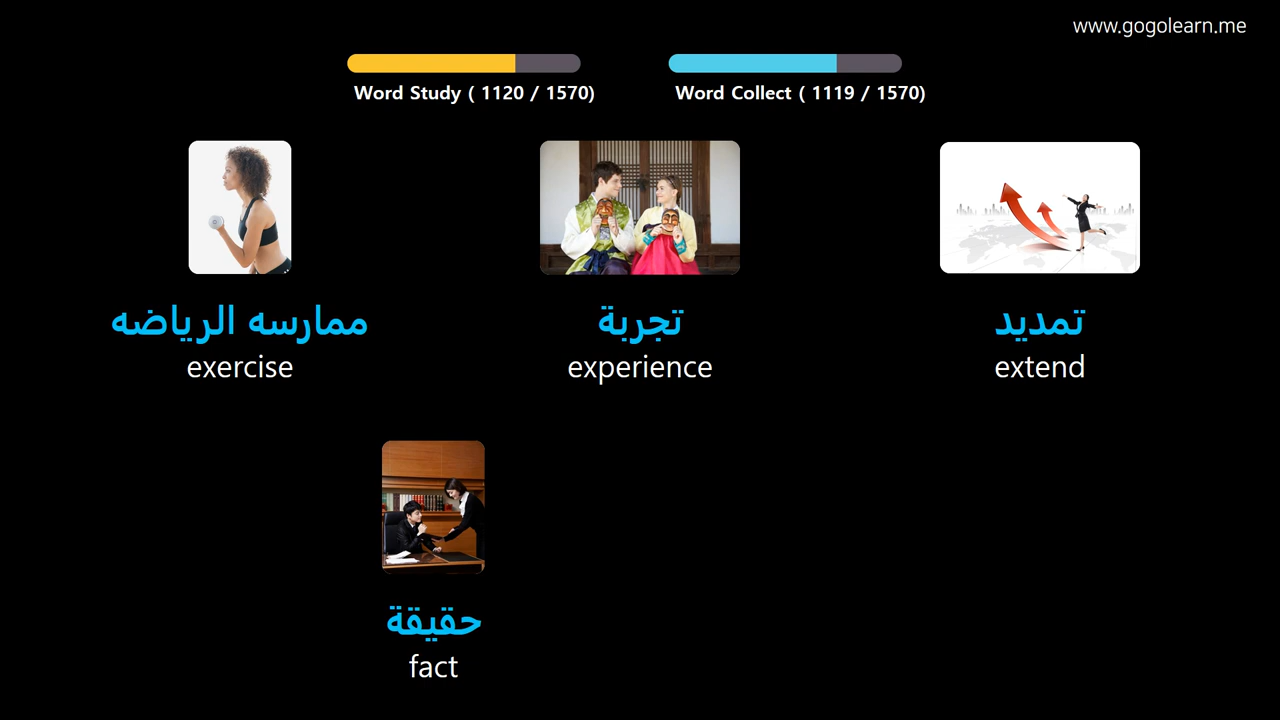 www.gogolearn.me
Word Study ( 1120 / 1570)
Word Collect ( 1119 / 1570)
ممارسه الرياضه
exercise
تجربة
experience
تمديد
extend
حقيقة
fact